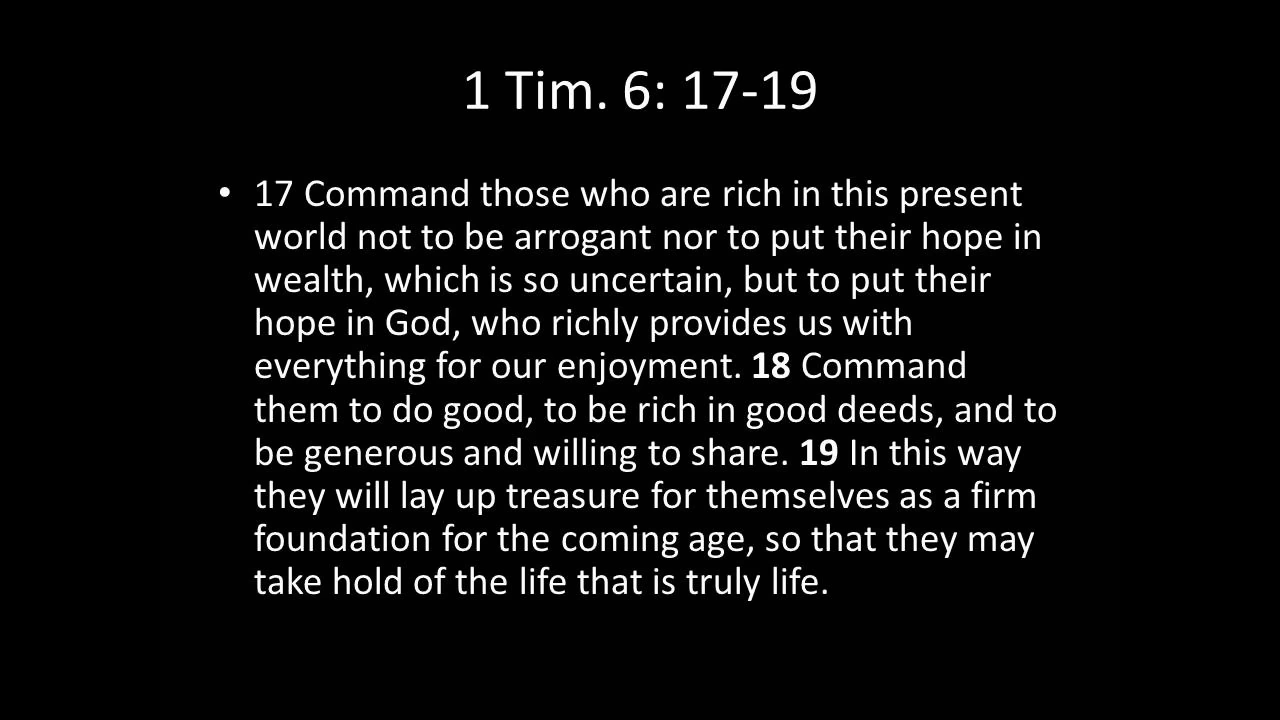 1 Tim. 6: 17-19
• 17 Command those who are rich in this present
world not to be arrogant nor to put their hope in
wealth, which is so uncertain, but to put their
hope in God, who richly provides us with
everything for our enjoyment. 18 Command
them to do good, to be rich in good deeds, and to
be generous and willing to share. 19 In this way
they will lay up treasure for themselves as a firm
foundation for the coming age, so that they may
take hold of the life that is truly life.